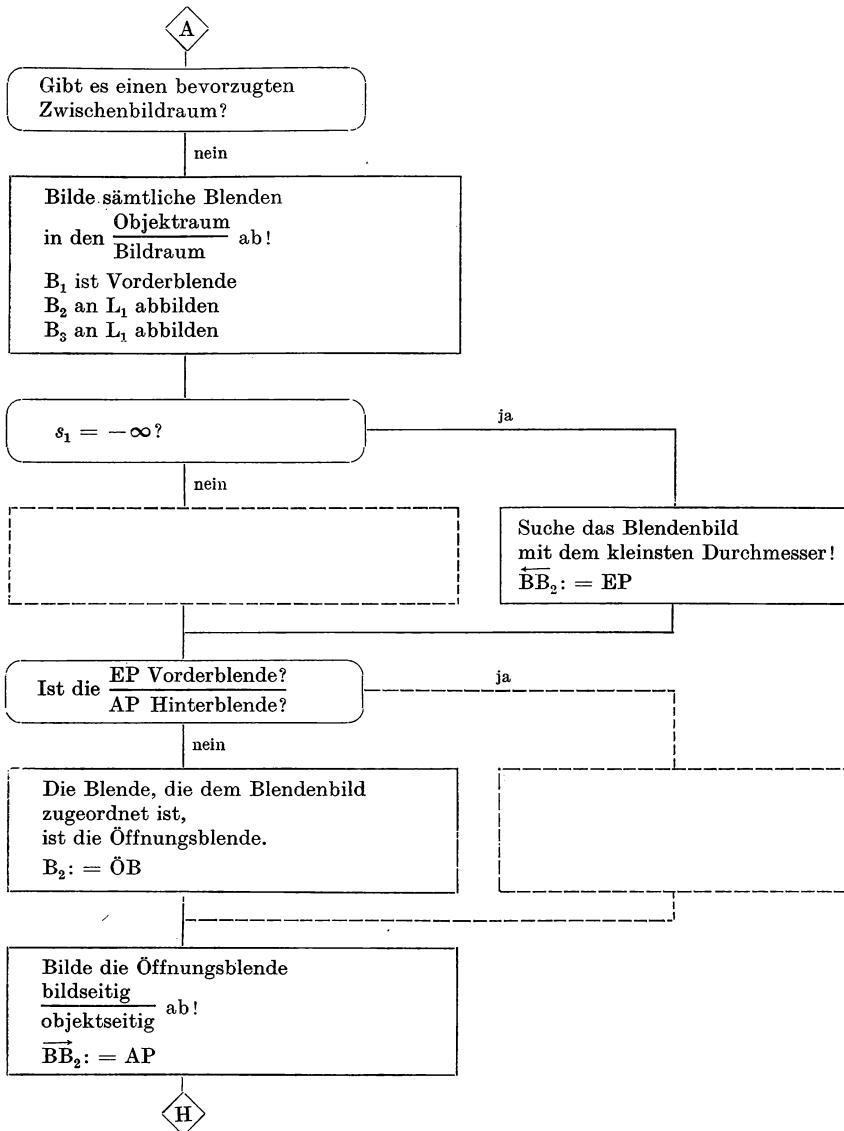 A
Gibt es einen bevorzugten
Zwischenbildraum?
nein
Bilde sämtliche Blenden
in den Objektraum/Bildraum ab!
B₁ ist Vorderblende
B₂ an L₁ abbilden
B₃ an L₁ abbilden
s₁ = −∞?
ja
nein
Suche das Blendenbild
mit dem kleinsten Durchmesser!
B͟B₂: = EP
Ist die EP Vorderblende?/AP Hinterblende?
ja
nein
Die Blende, die dem Blendenbild
zugeordnet ist,
ist die Öffnungsblende.
B₂: = ÖB
Bilde die Öffnungsblende
bildseitig/objektseitig ab!
BB₂: = AP
H